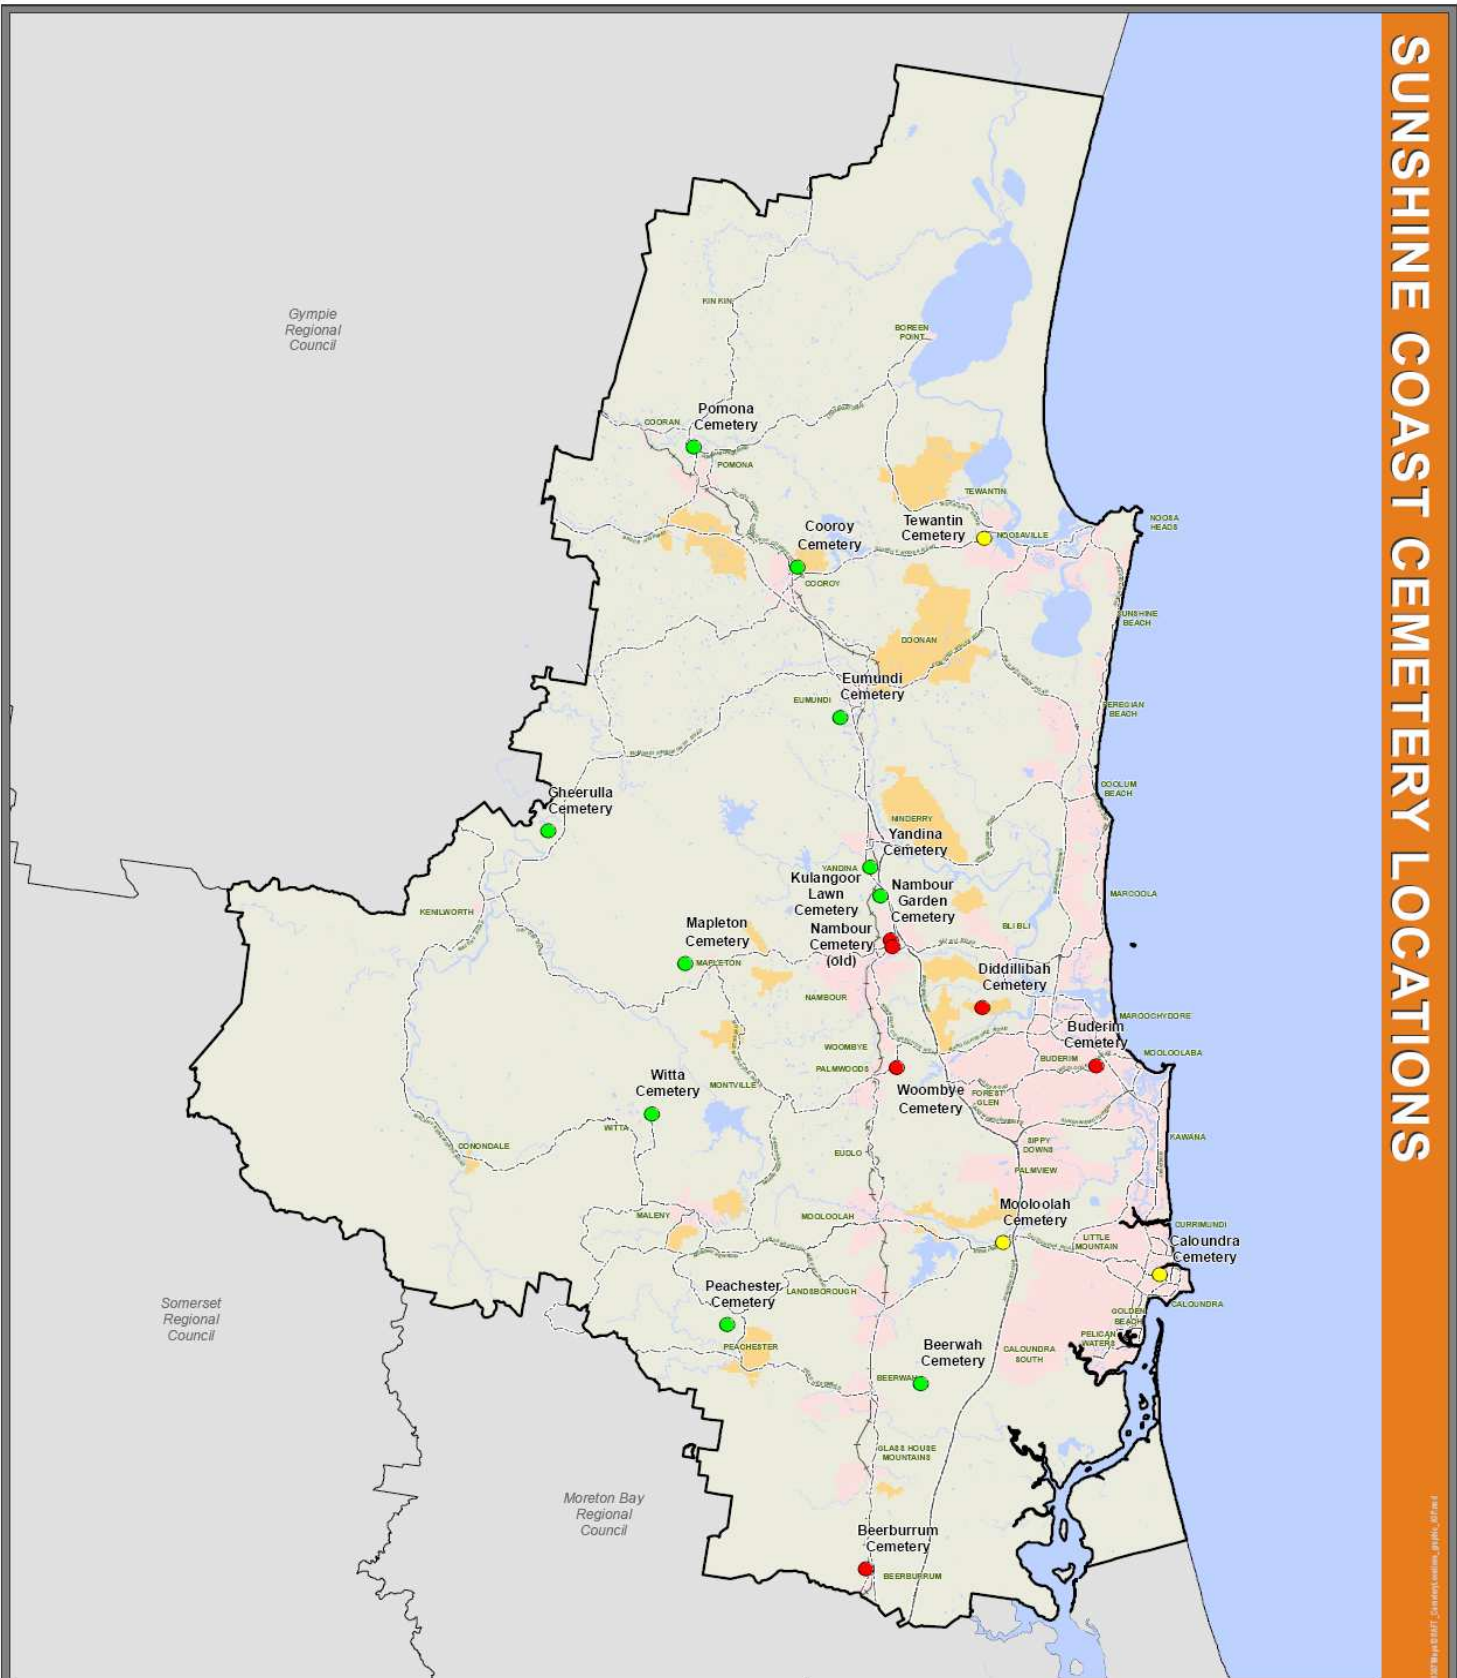 SUNSHINE COAST CEMETERY LOCATIONS
Gympie
Regional
Council
KIN KIN
BOREEN
POINT
Pomona
Cemetery
COORAN
POMONA
TEWANTIN
Cooroy
Cemetery
Tewantin
Cemetery
NOOSAVILLE
NOOSA
HEADS
COOROY
SUNSHINE
BEACH
DOONAN
Eumundi
Cemetery
EUMUNDI
PEREGIAN
BEACH
Gheerulla
Cemetery
COOLUM
BEACH
NINDERRY
Yandina
Cemetery
YANDINA
Kulangoor
Lawn
Cemetery
Nambour
Garden
Cemetery
MARCOOLA
KENILWORTH
Mapleton
Cemetery
Nambour
Cemetery
(old)
BLI BLI
MAPLETON
Diddillibah
Cemetery
NAMBOUR
MAROOCHYDORE
Buderim
Cemetery
WOOMBYE
BUDERIM
MOOLOOLABA
PALMWOODS
Witta
Cemetery
MONTVILLE
Woombye
Cemetery
FOREST
GLEN
WITTA
CONONDALE
EUDLO
SIPPY
DOWNS
KAWANA
PALMVIEW
MALENY
MOOLOOLAH
Mooloolah
Cemetery
CURRIMUNDI
LITTLE
MOUNTAIN
Caloundra
Cemetery
Peachester
Cemetery
LANDSBOROUGH
CALOUNDRA
GOLDEN
BEACH
Somerset
Regional
Council
PEACHESTER
Beerwah
Cemetery
CALOUNDRA
SOUTH
PELICAN
WATERS
BEERWAH
GLASS HOUSE
MOUNTAINS
Moreton Bay
Regional
Council
Beerburrum
Cemetery
BEERBURRUM